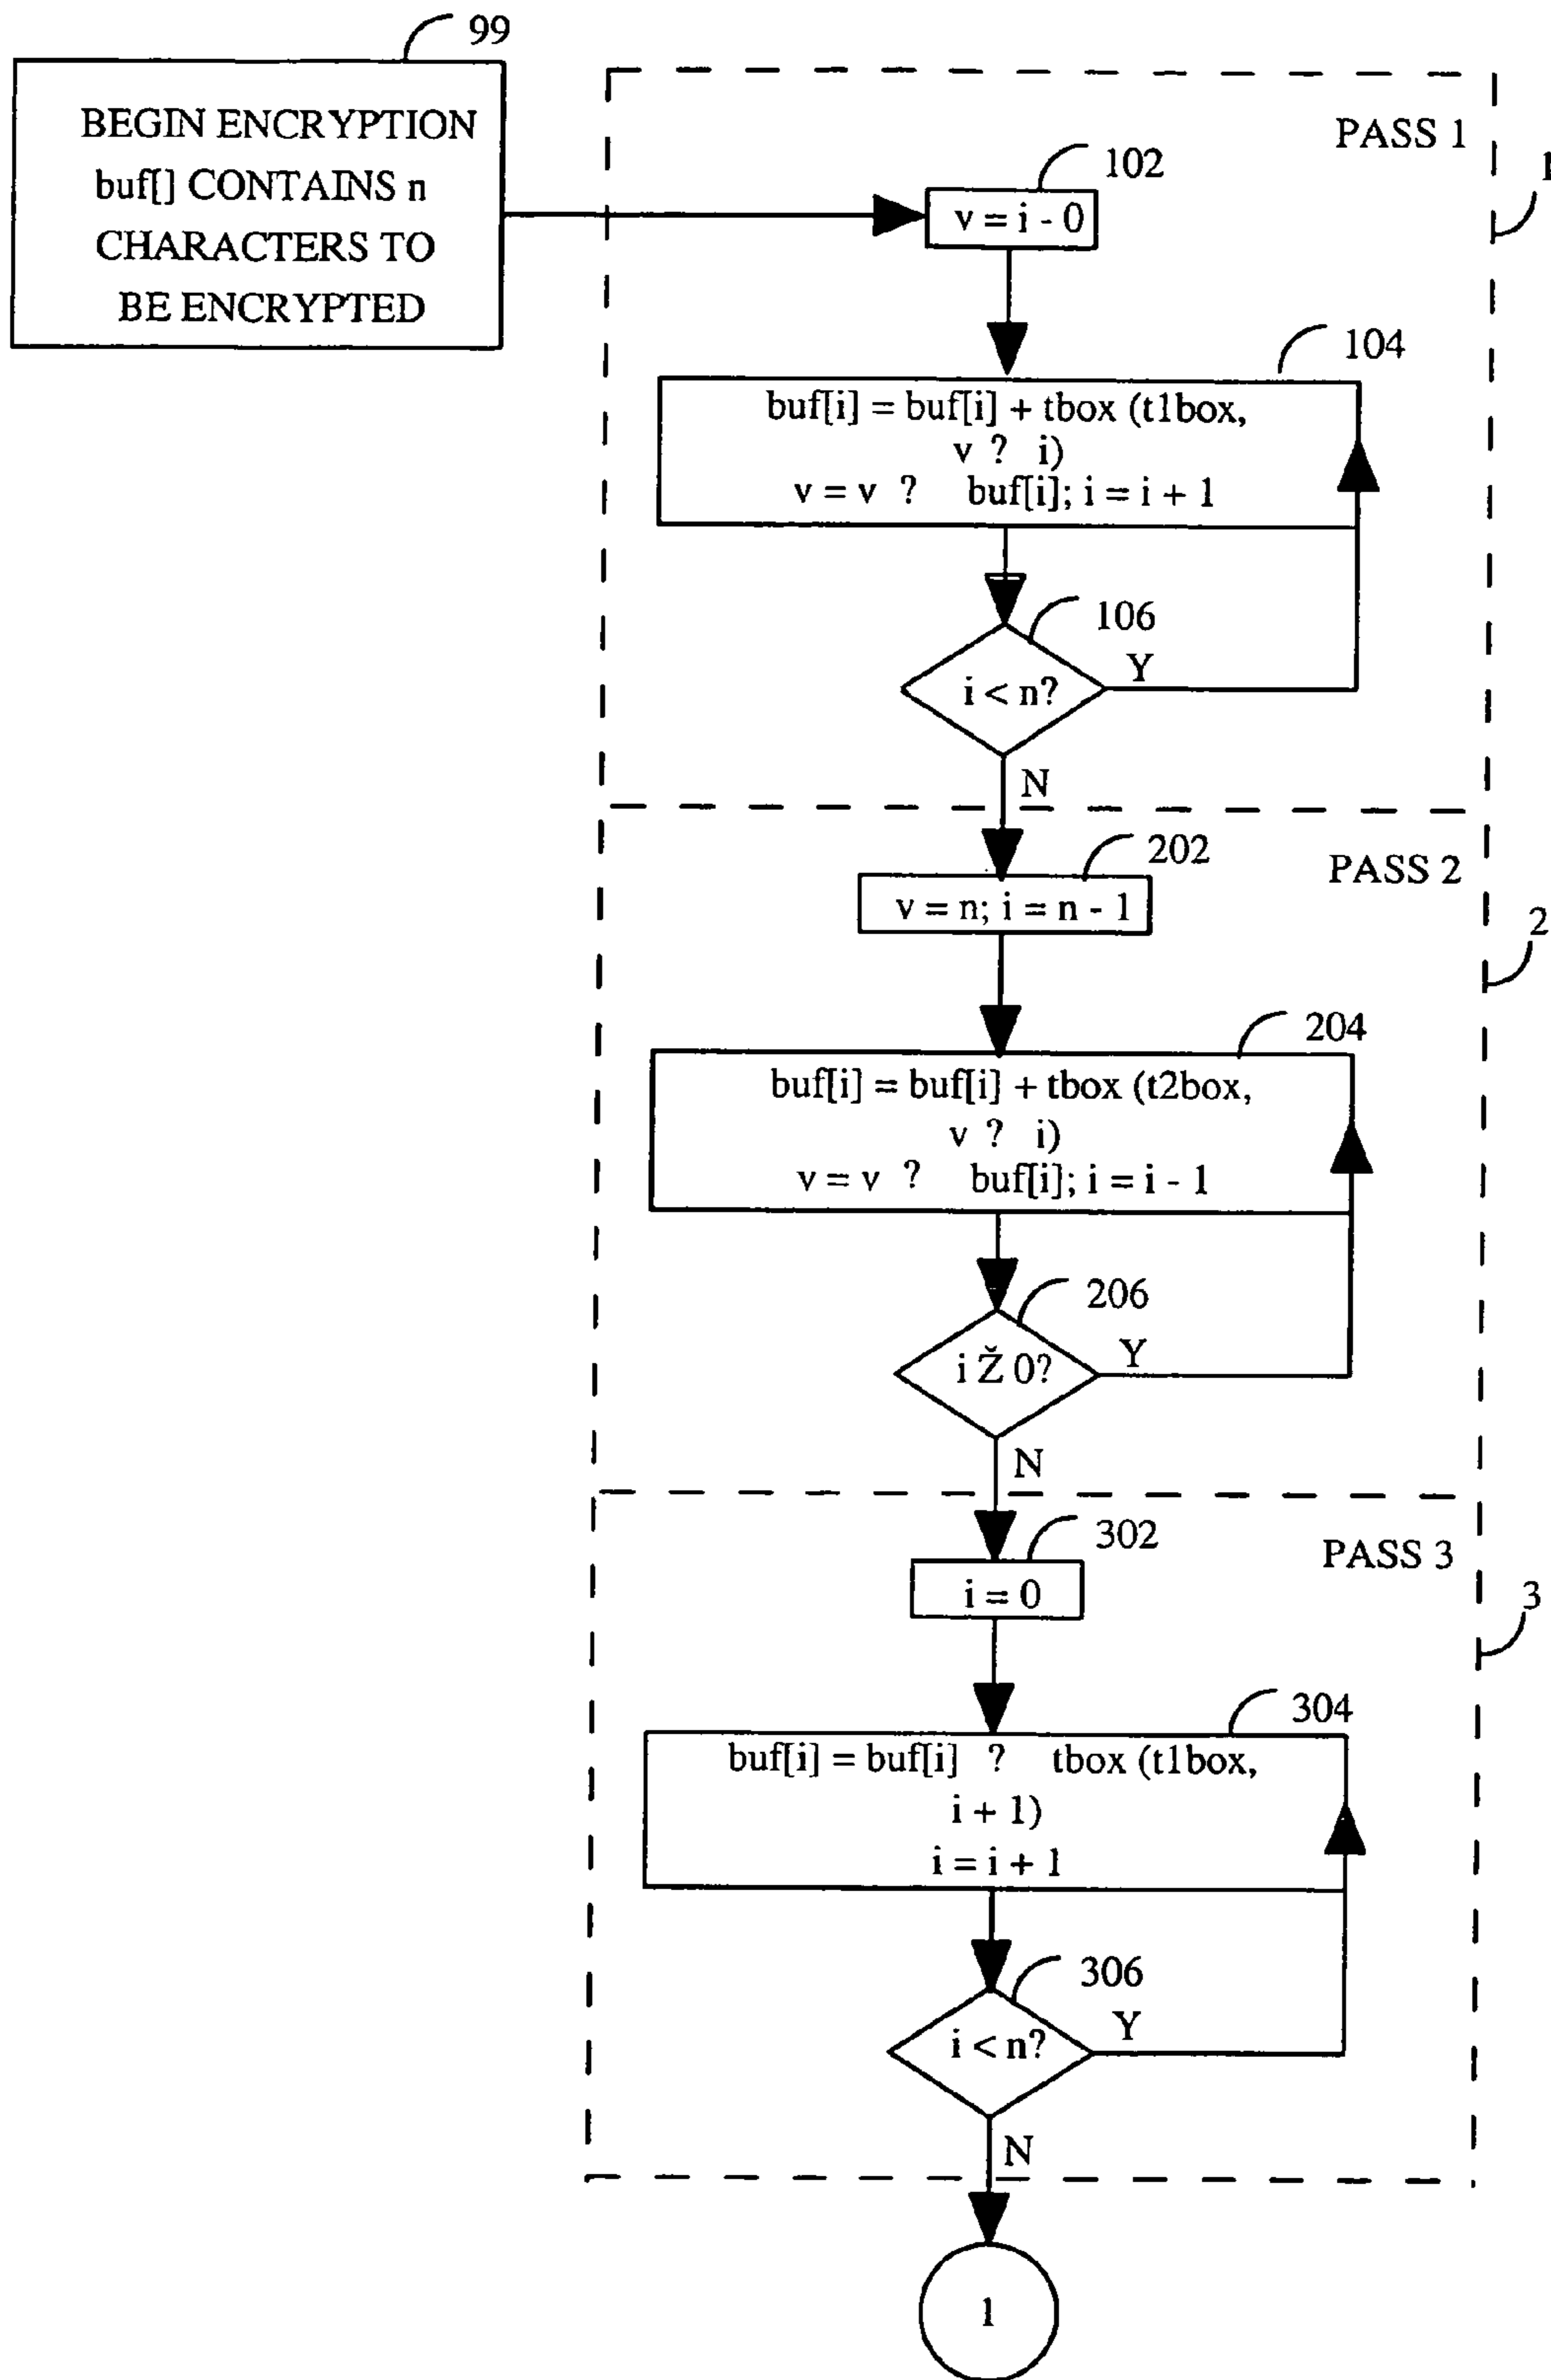 99
BEGIN ENCRYPTION
buf[] CONTAINS n
CHARACTERS TO
BE ENCRYPTED
PASS 1
1
102
v = i - 0
104
buf[i] = buf[i] + tbox (t1box,
v ? i)
v = v ? buf[i]; i = i + 1
106
i < n?
Y
N
PASS 2
2
202
v = n; i = n - 1
204
buf[i] = buf[i] + tbox (t2box,
v ? i)
v = v ? buf[i]; i = i - 1
206
i Ž 0?
Y
N
PASS 3
3
302
i = 0
304
buf[i] = buf[i] ? tbox (t1box,
i + 1)
i = i + 1
306
i < n?
Y
N
1